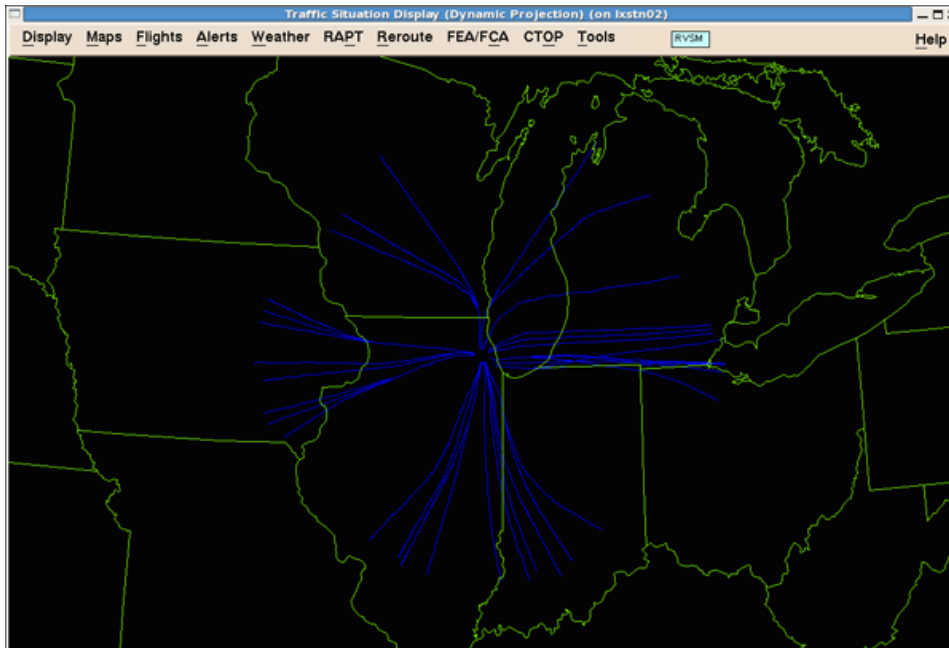 Traffic Situation Display (Dynamic Projection) (on lxstn02)
Display Maps Flights Alerts Weather RAPT Reroute FEA/FCA CTOP Tools RVSM Help